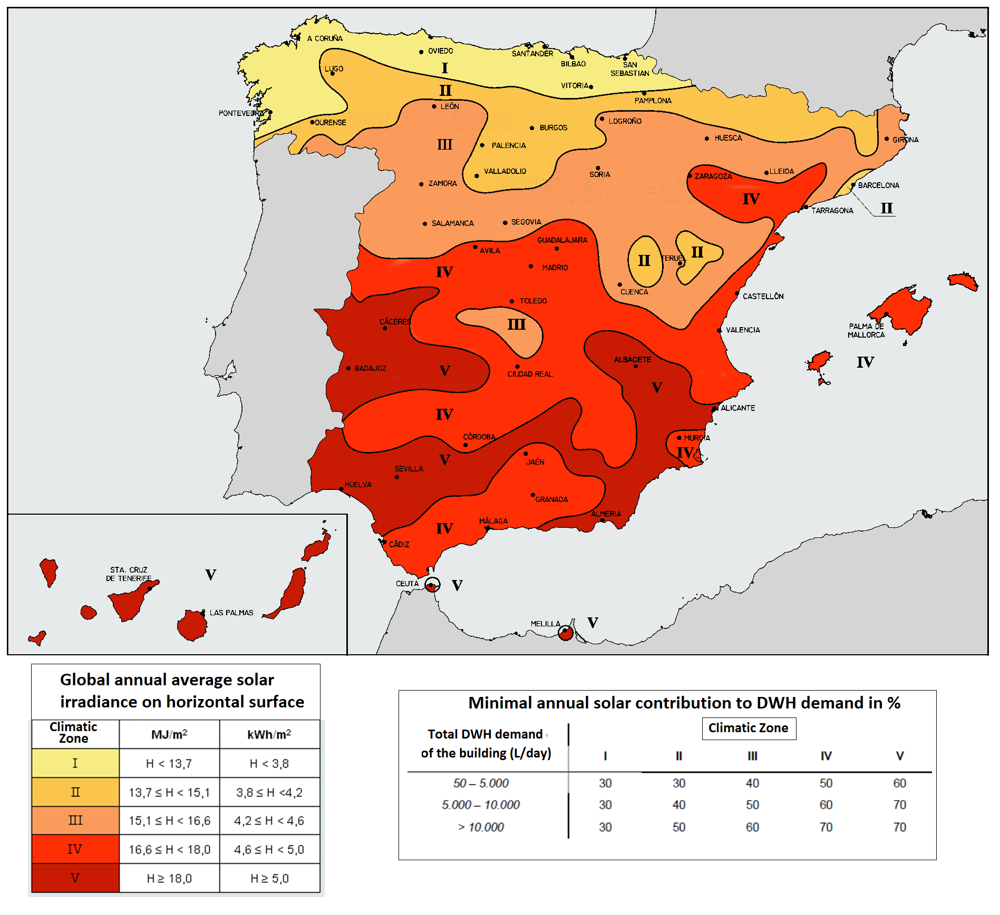 A CORUÑA
OVIEDO
SANTANDER
BILBAO
SAN
SEBASTIAN
I
LUGO
VITORIA
II
PAMPLONA
LEÓN
PONTEVEDRA
OURENSE
www.renov-arte.es
BURGOS
LOGROÑO
III
PALENCIA
HUESCA
GIRONA
VALLADOLID
SORIA
ZARAGOZA
LLEIDA
ZAMORA
BARCELONA
IV
II
TARRAGONA
SALAMANCA
SEGOVIA
GUADALAJARA
AVILA
II
TERUEL
II
IV
MADRID
CUENCA
CASTELLÓN
TOLEDO
CÁCERES
III
VALENCIA
PALMA DE
MALLORCA
IV
ALBACETE
BADAJOZ
V
CIUDAD REAL
V
ALICANTE
IV
CÓRDOBA
MURCIA
IV
V
JAÉN
SEVILLA
HUELVA
GRANADA
ALMERIA
MÁLAGA
IV
CÁDIZ
STA. CRUZ
DE TENERIFE
V
CEUTA
V
LAS PALMAS
MELILLA
V
Global annual average solar
irradiance on horizontal surface
Climatic
Zone
MJ/m²
kWh/m²
I
H < 13,7
H < 3,8
II
13,7 ≤ H < 15,1
3,8 ≤ H <4,2
III
15,1 ≤ H < 16,6
4,2 ≤ H < 4,6
IV
16,6 ≤ H < 18,0
4,6 ≤ H < 5,0
V
H ≥ 18,0
H ≥ 5,0
Minimal annual solar contribution to DWH demand in %
Climatic Zone
Total DWH demand
of the building (L/day)
I II III IV V
50 – 5.000 30 30 40 50 60
5.000 – 10.000 30 40 50 60 70
> 10.000 30 50 60 70 70